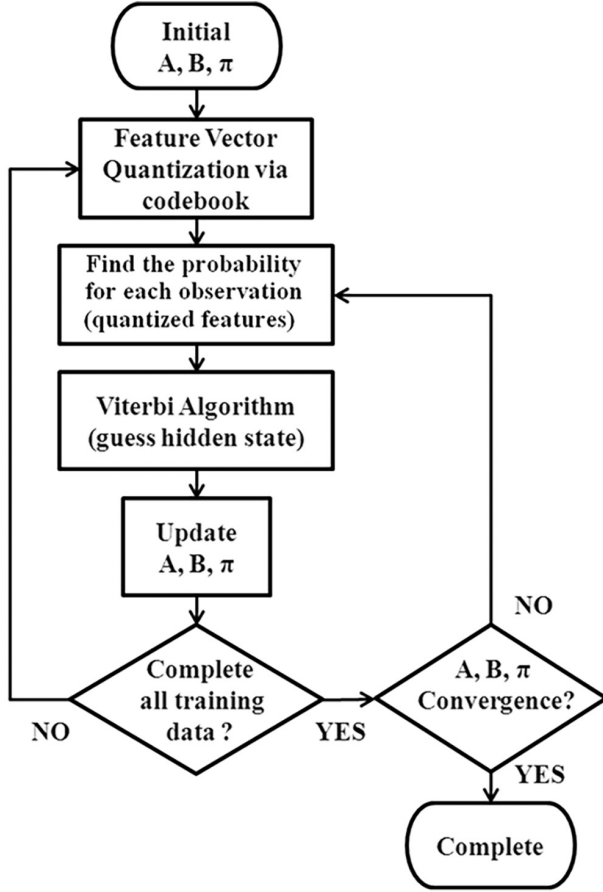 Initial
A, B, π
Feature Vector
Quantization via
codebook
Find the probability
for each observation
(quantized features)
Viterbi Algorithm
(guess hidden state)
Update
A, B, π
Complete
all training
data ?
NO
YES
A, B, π
Convergence?
NO
YES
Complete